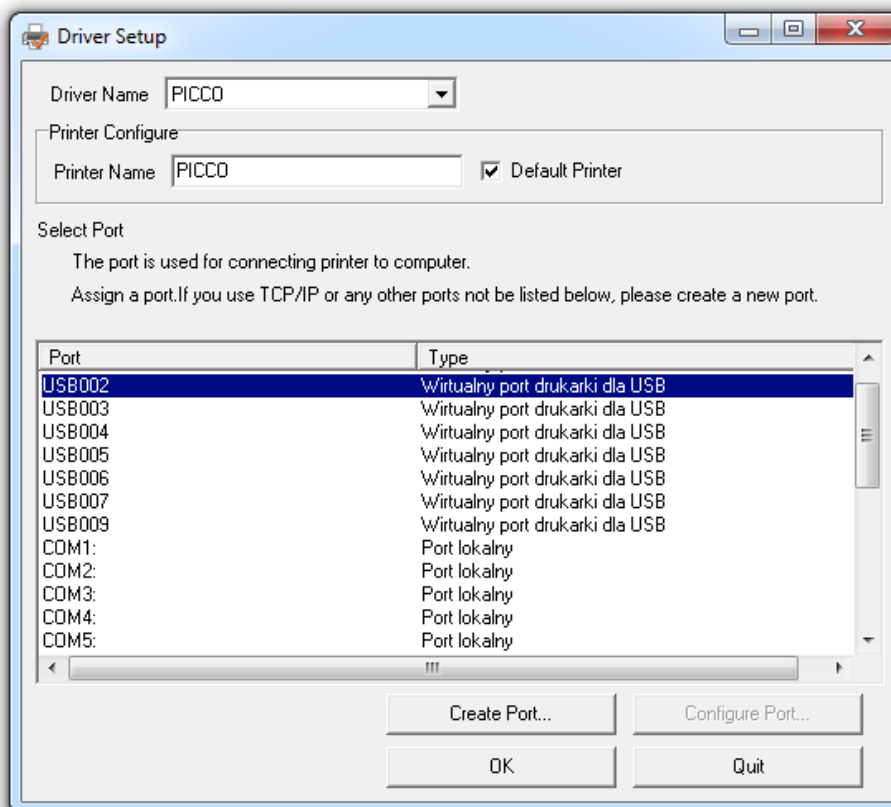 Driver Setup
Driver Name PICCO
Printer Configure
Printer Name PICCO Default Printer
Select Port
The port is used for connecting printer to computer.
Assign a port.If you use TCP/IP or any other ports not be listed below, please create a new port.
Port Type
USB002 Wirtualny port drukarki dla USB
USB003 Wirtualny port drukarki dla USB
USB004 Wirtualny port drukarki dla USB
USB005 Wirtualny port drukarki dla USB
USB006 Wirtualny port drukarki dla USB
USB007 Wirtualny port drukarki dla USB
USB009 Wirtualny port drukarki dla USB
COM1: Port lokalny
COM2: Port lokalny
COM3: Port lokalny
COM4: Port lokalny
COM5: Port lokalny
Create Port... Configure Port...
OK Quit